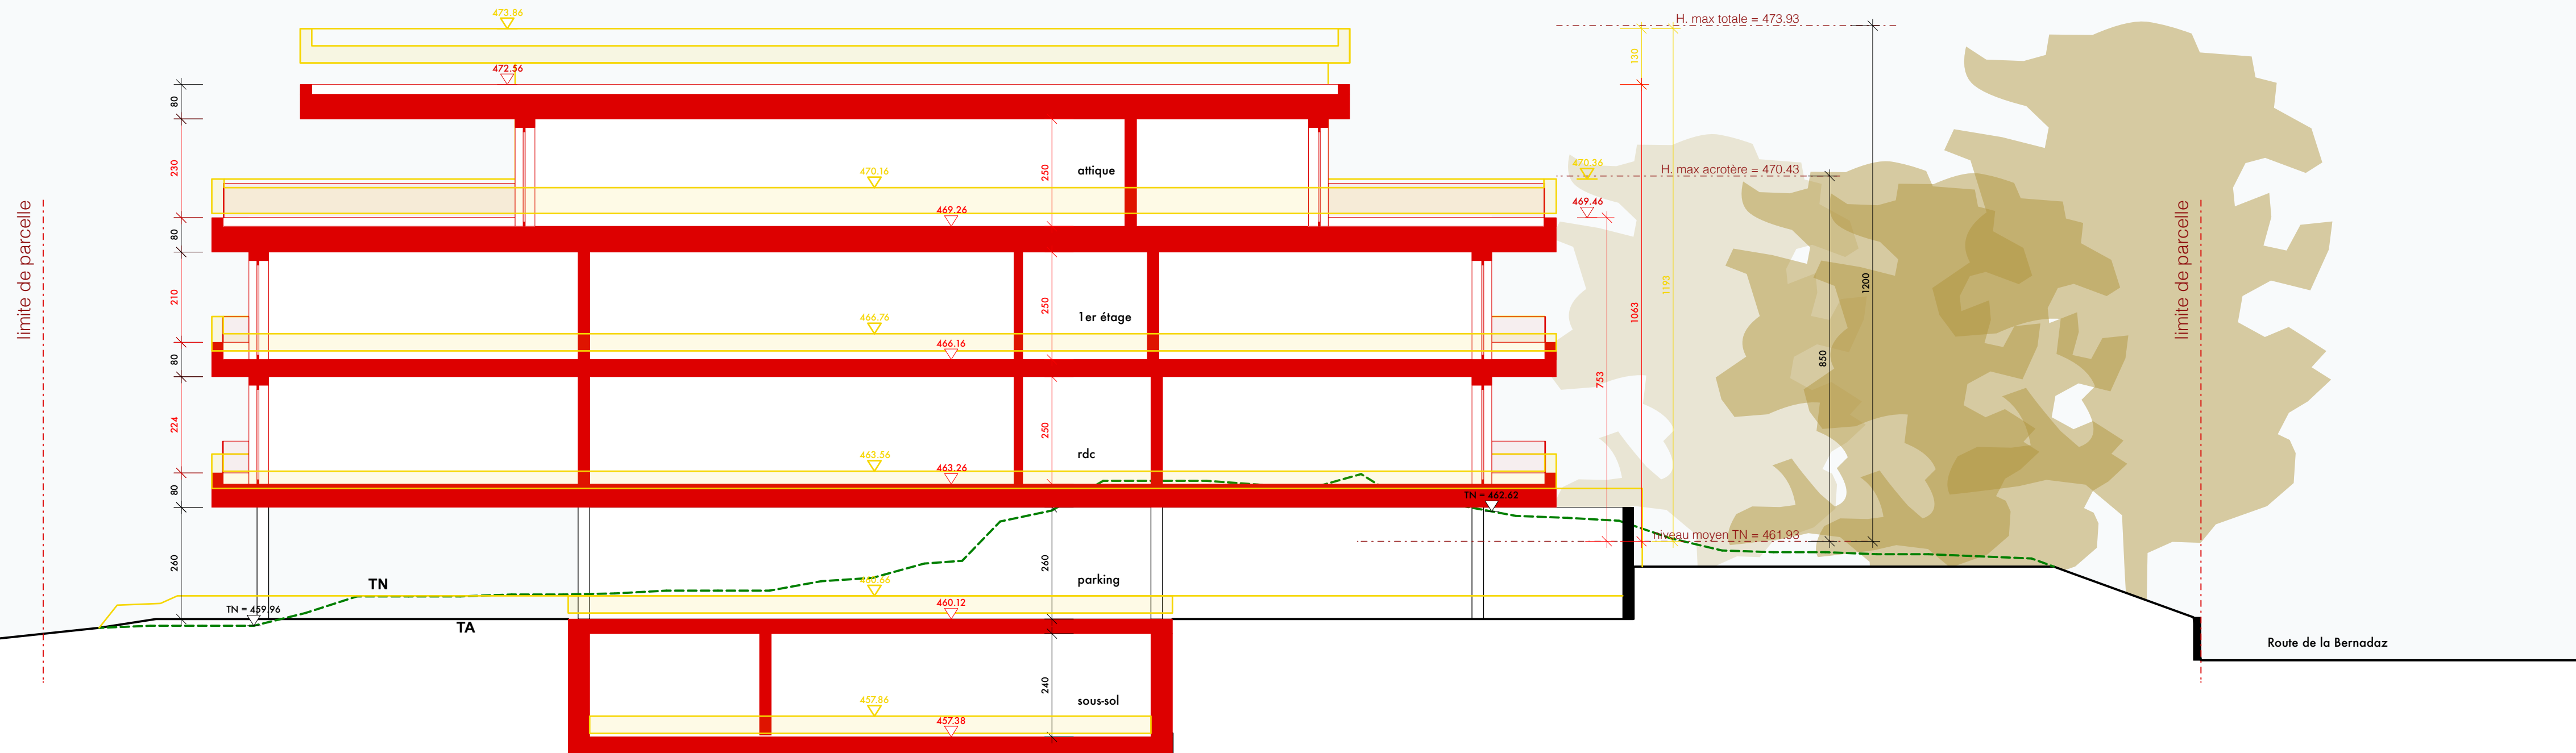 473.86
H. max totale = 473.93
130
472.56
80
230
250
attique
470.16
470.36
H. max acrotère = 470.43
469.46
469.26
limite de parcelle
limite de parcelle
80
210
250
1er étage
1193
1200
1063
466.76
466.16
80
850
753
224
250
rdc
463.56
463.26
80
TN = 462.62
niveau moyen TN = 461.93
260
260
parking
TN
460.66
460.12
TN = 459.96
TA
Route de la Bernadaz
240
sous-sol
457.86
457.38